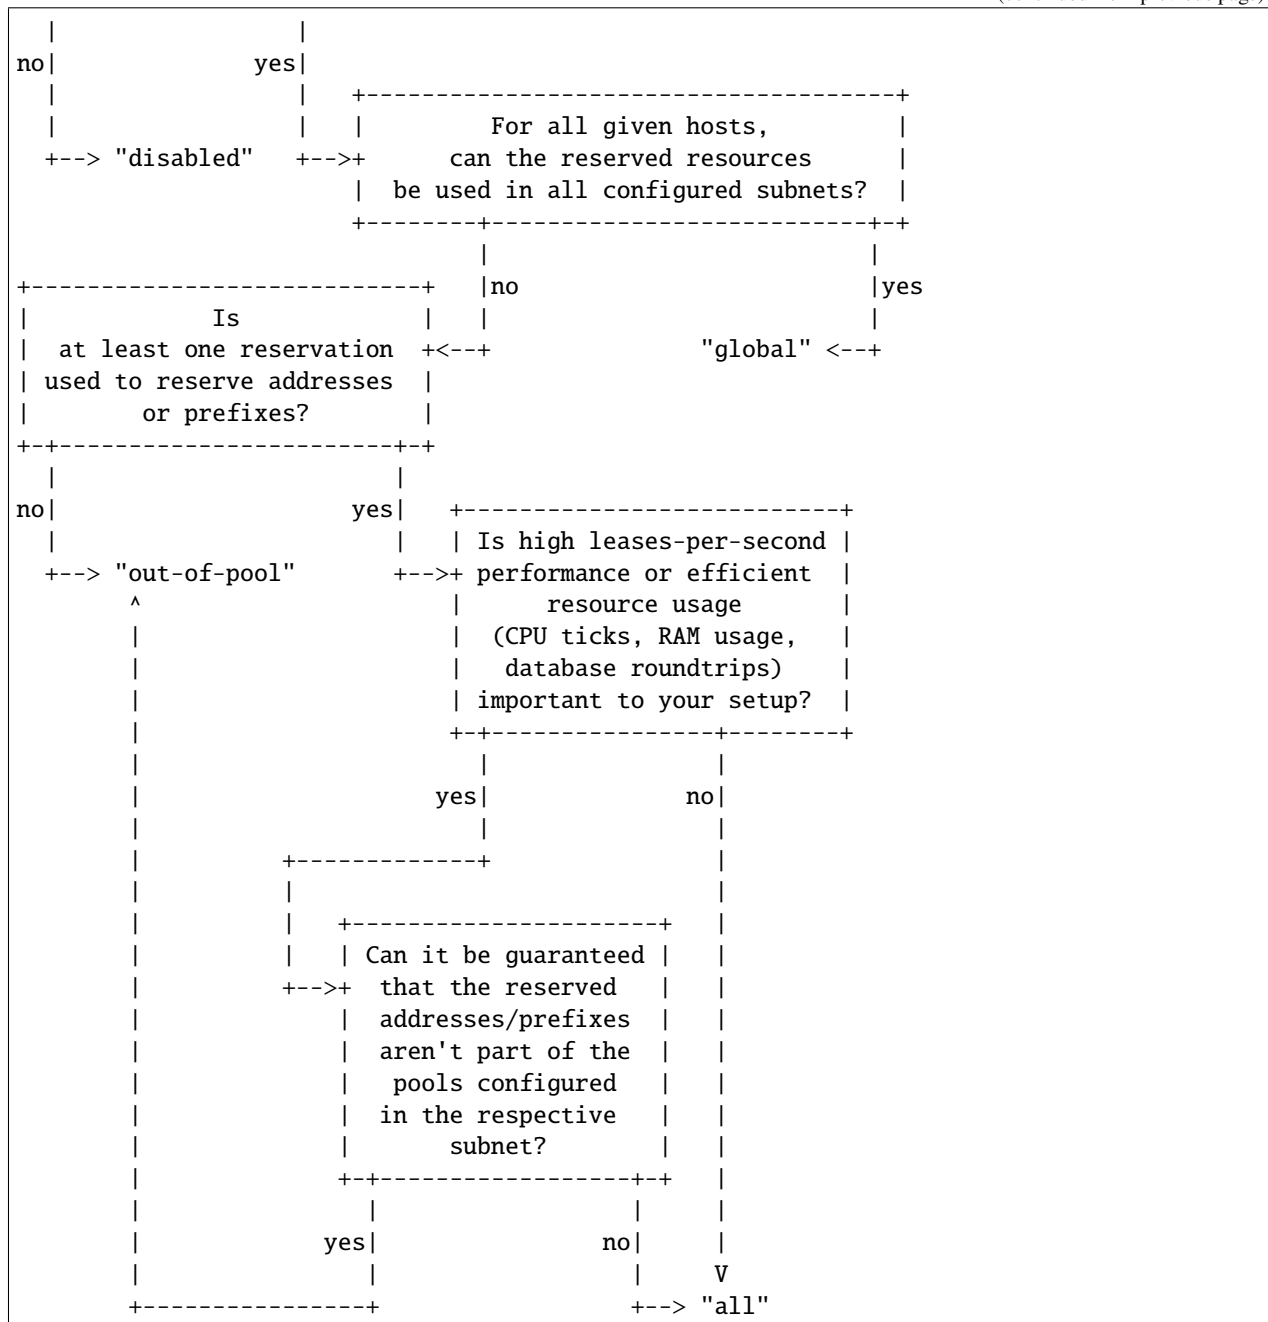 |                 |
no|              yes|
  |                 |   +--------------------------------------+
  |                 |   |         For all given hosts,         |
  +--> "disabled"   +-->+      can the reserved resources      |
                        |  be used in all configured subnets?  |
                        +--------+---------------------------+-+
                                 |                           |
+----------------------------+   |no                         |yes
|             Is             |   |                           |
|  at least one reservation  +<--+               "global" <--+
| used to reserve addresses  |
|        or prefixes?        |
+-+------------------------+-+
  |                        |
no|                     yes|   +---------------------------+
  |                        |   | Is high leases-per-second |
  +--> "out-of-pool"       +-->+ performance or efficient  |
        ^                      |      resource usage       |
        |                      |  (CPU ticks, RAM usage,   |
        |                      |   database roundtrips)    |
        |                      | important to your setup?  |
        |                      +-+----------------+--------+
        |                        |                |
        |                     yes|              no|
        |                        |                |
        |          +-------------+                |
        |          |                              |
        |          |   +----------------------+   |
        |          |   | Can it be guaranteed |   |
        |          +-->+  that the reserved   |   |
        |              |  addresses/prefixes  |   |
        |              |  aren't part of the  |   |
        |              |   pools configured   |   |
        |              |  in the respective   |   |
        |              |       subnet?        |   |
        |              +-+------------------+-+   |
        |                |                  |     |
        |             yes|                no|     |
        |                |                  |     V
        +----------------+                  +--> "all"